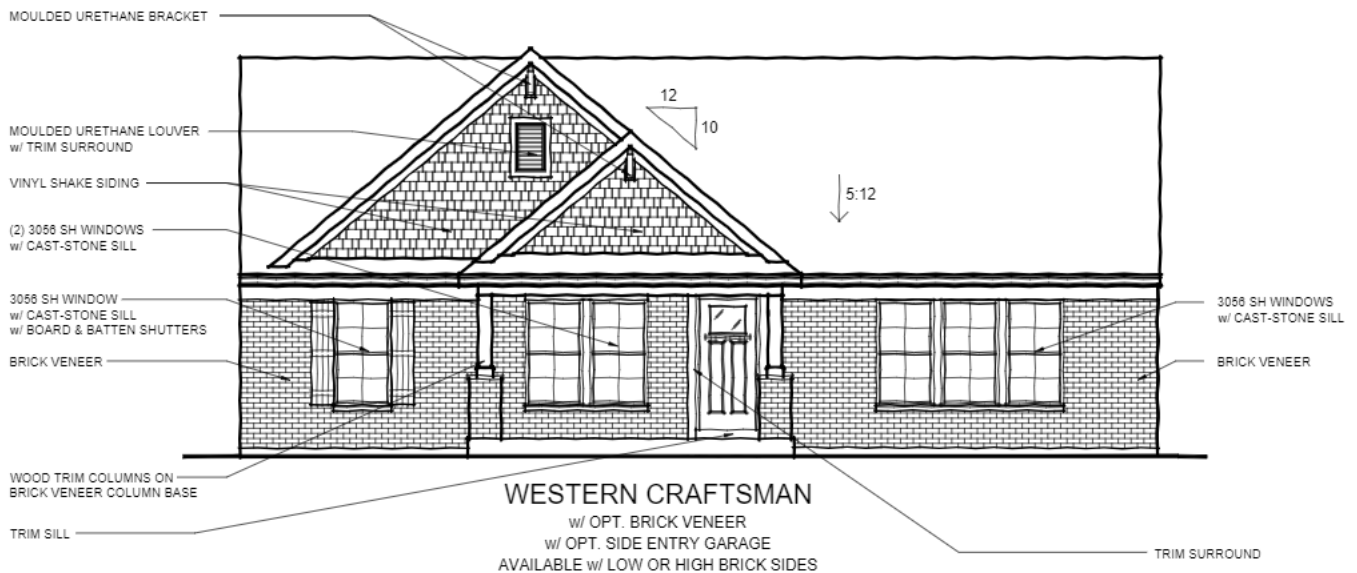 MOULDED URETHANE BRACKET
MOULDED URETHANE LOUVER
w/ TRIM SURROUND
VINYL SHAKE SIDING
(2) 3056 SH WINDOWS
w/ CAST-STONE SILL
3056 SH WINDOW
w/ CAST-STONE SILL
w/ BOARD & BATTEN SHUTTERS
BRICK VENEER
WOOD TRIM COLUMNS ON
BRICK VENEER COLUMN BASE
TRIM SILL
12
10
5:12
3056 SH WINDOWS
w/ CAST-STONE SILL
BRICK VENEER
TRIM SURROUND
WESTERN CRAFTSMAN
w/ OPT. BRICK VENEER
w/ OPT. SIDE ENTRY GARAGE
AVAILABLE w/ LOW OR HIGH BRICK SIDES